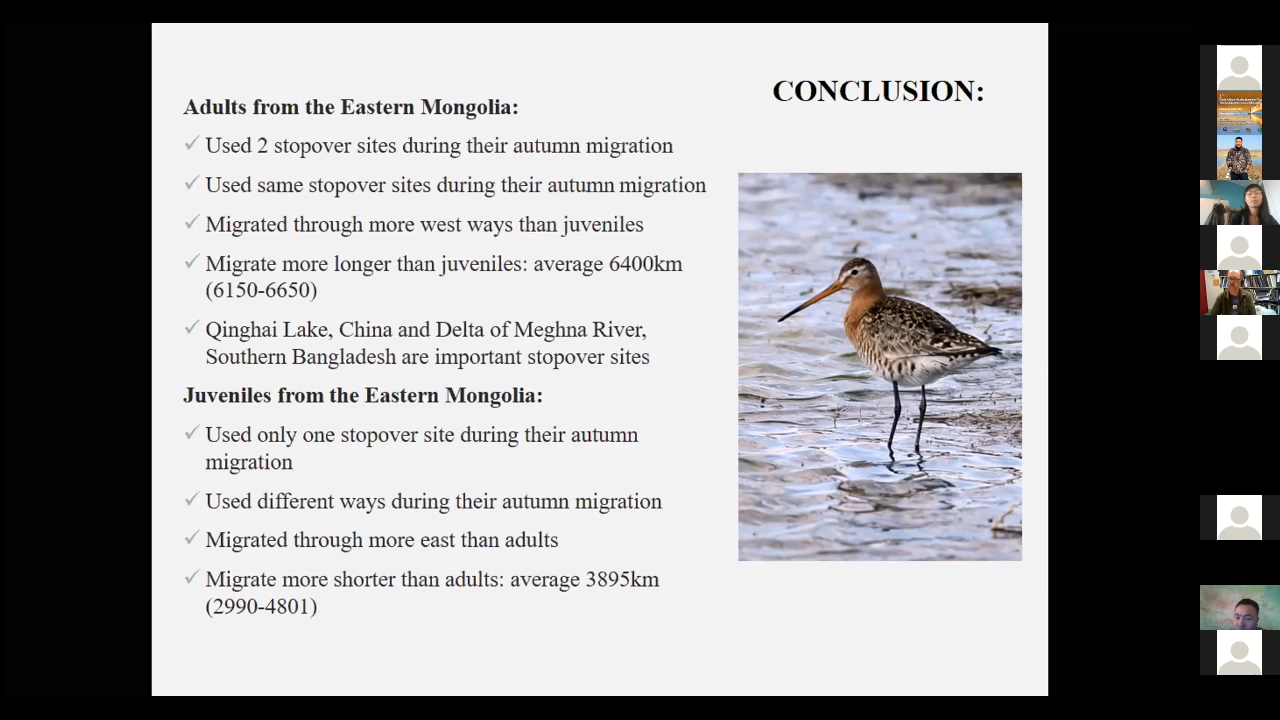 CONCLUSION:
Adults from the Eastern Mongolia:
Used 2 stopover sites during their autumn migration
Used same stopover sites during their autumn migration
Migrated through more west ways than juveniles
Migrate more longer than juveniles: average 6400km
(6150-6650)
Qinghai Lake, China and Delta of Meghna River,
Southern Bangladesh are important stopover sites
Juveniles from the Eastern Mongolia:
Used only one stopover site during their autumn
migration
Used different ways during their autumn migration
Migrated through more east than adults
Migrate more shorter than adults: average 3895km
(2990-4801)